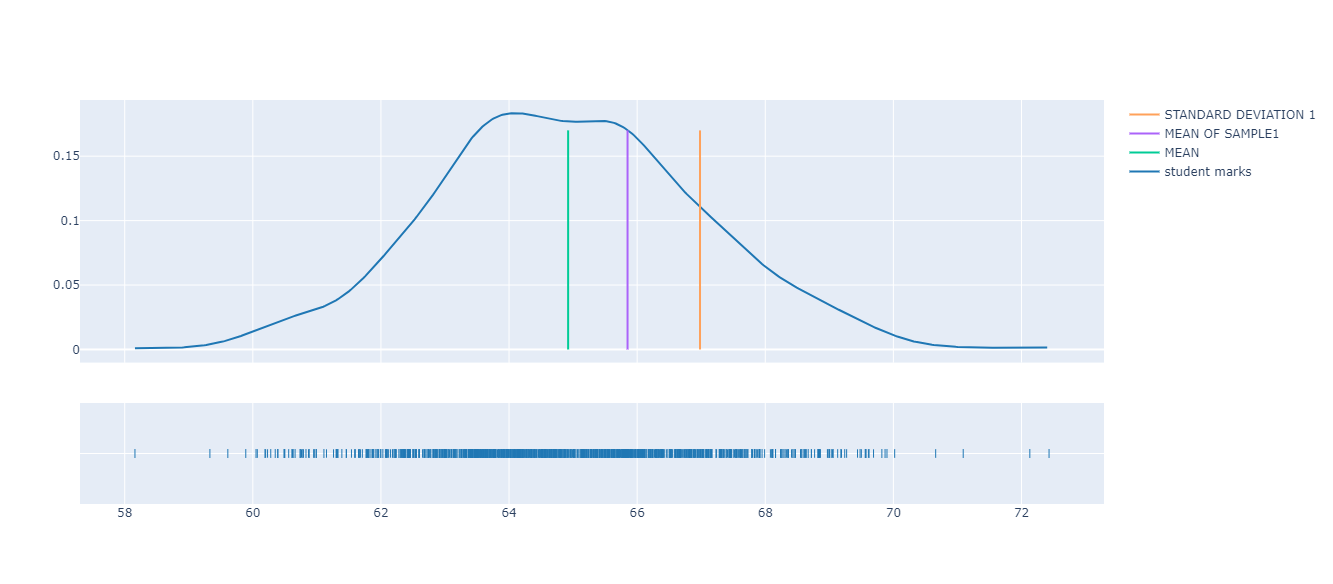 STANDARD DEVIATION 1
MEAN OF SAMPLE1
MEAN
student marks
0.15
0.1
0.05
0
58 60 62 64 66 68 70 72